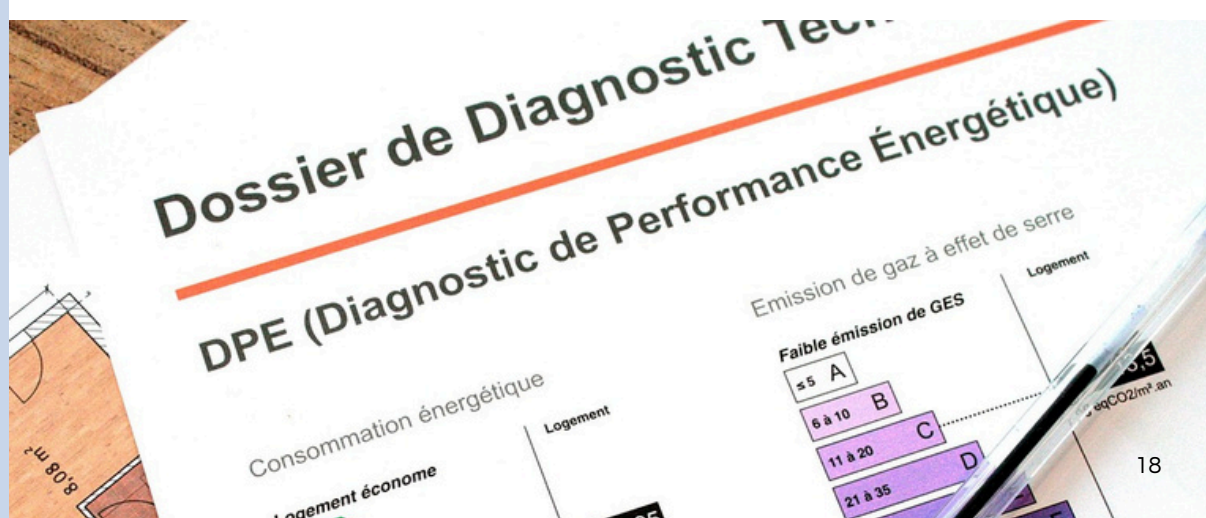 Dossier de Diagnostic
DPE (Diagnostic de Performance Énergétique)
Consommation énergétique
Logement
Logement économe
Emission de gaz à effet de serre
Logement
Faible émission de GES
≤5 A
6 à 10 B
11 à 20 C
21 à 35 D
eqCO2/m².an
8,08 m²
18